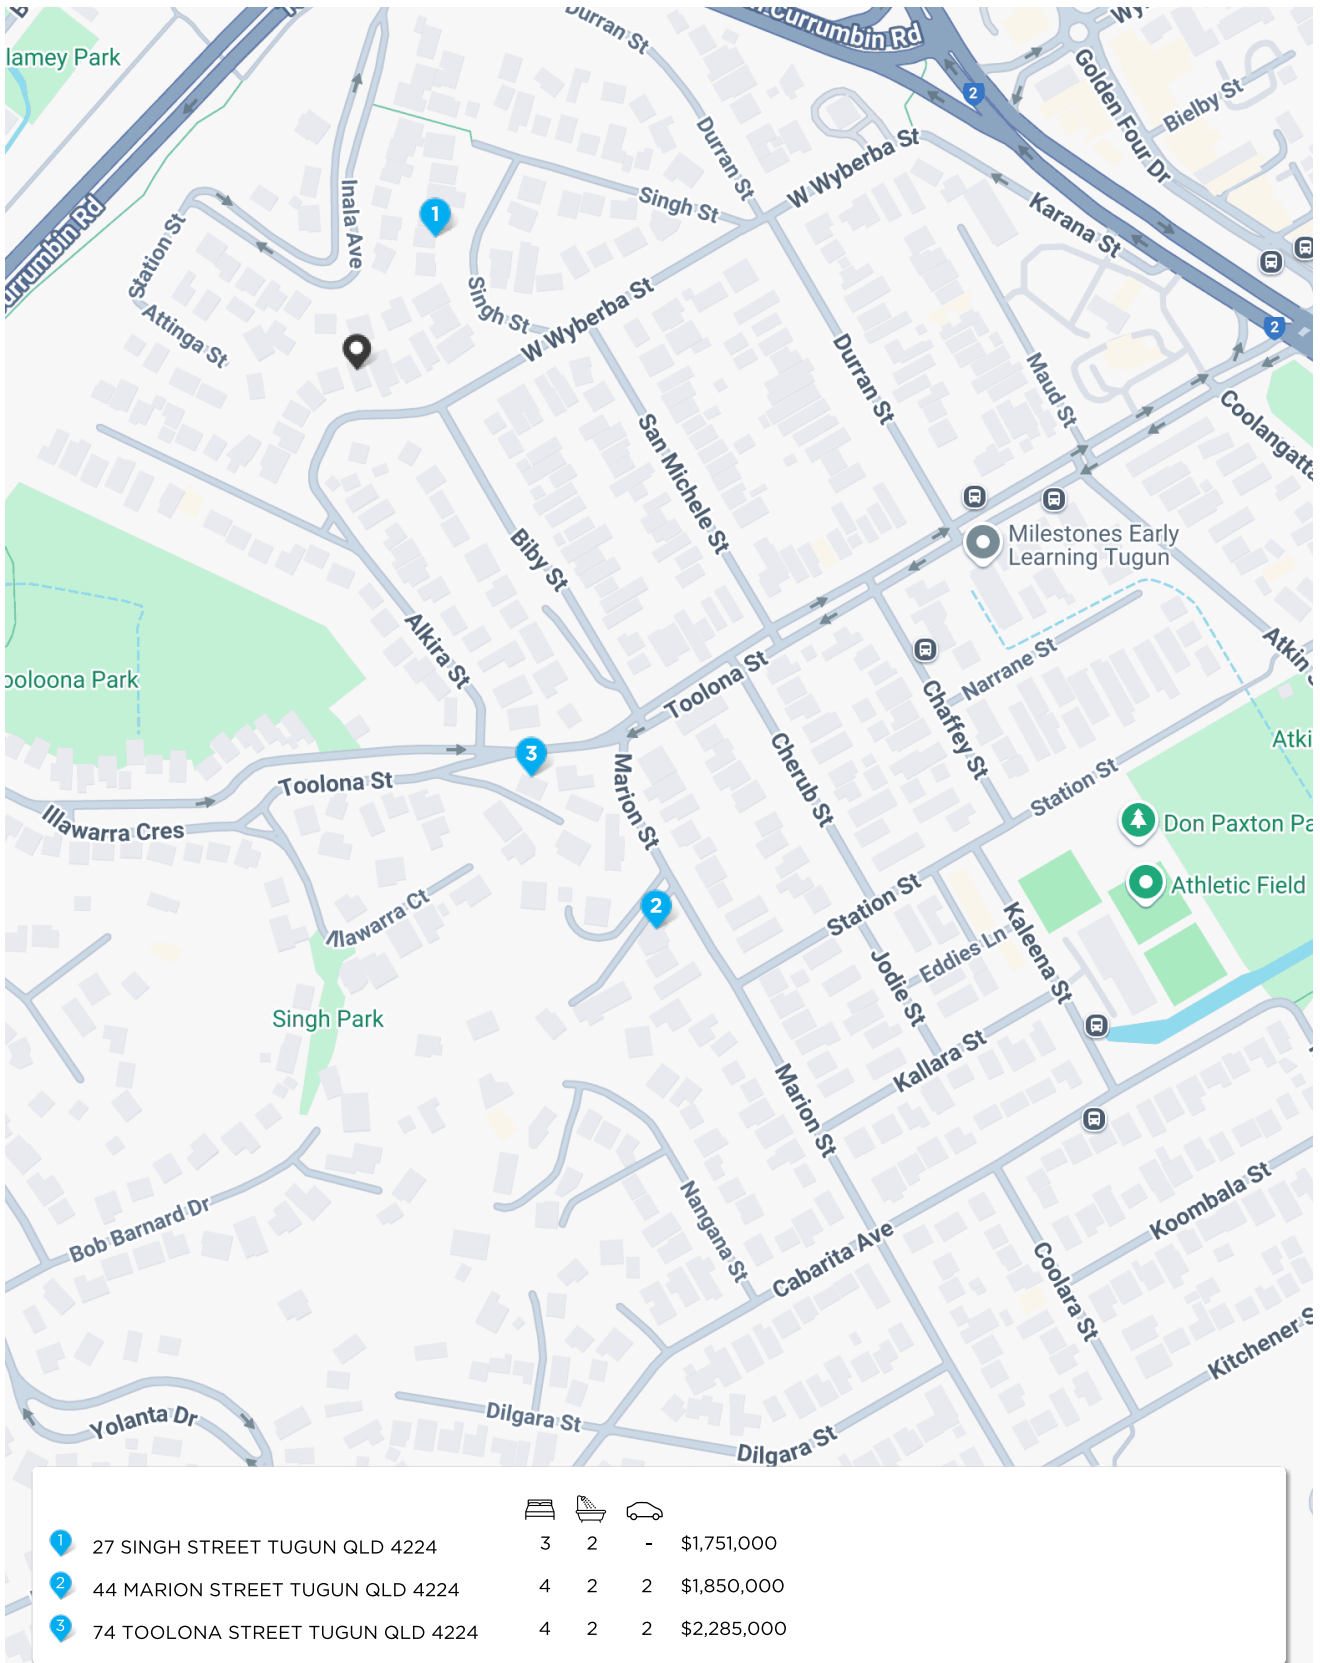 Durran St
Currumbin Rd
lamey Park
Golden Four Dr
Bielby St
2
Durran St
W Wyberba St
Singh St
Inala Ave
1
Karana St
Station St
Currumbin Rd
Attinga St
Singh St
W Wyberba St
2
Durran St
Maud St
Coolangatta
San Michele St
Biby St
Milestones Early
Learning Tugun
Alkira St
Narrane St
Atkin S
ooloona Park
Toolona St
Chaffey St
3
Cherub St
Atki
Toolona St
Marion St
Station St
Illawarra Cres
Don Paxton Pa
Athletic Field
Illawarra Ct
2
Station St
Eddies Ln
Kaleena St
Jodie St
Singh Park
Kallara St
Marion St
Nangana St
Bob Barnard Dr
Koombala St
Cabarita Ave
Coolara St
Kitchener S
Yolanta Dr
Dilgara St
Dilgara St
1 27 SINGH STREET TUGUN QLD 4224 3 2 - $1,751,000
2 44 MARION STREET TUGUN QLD 4224 4 2 2 $1,850,000
3 74 TOOLONA STREET TUGUN QLD 4224 4 2 2 $2,285,000